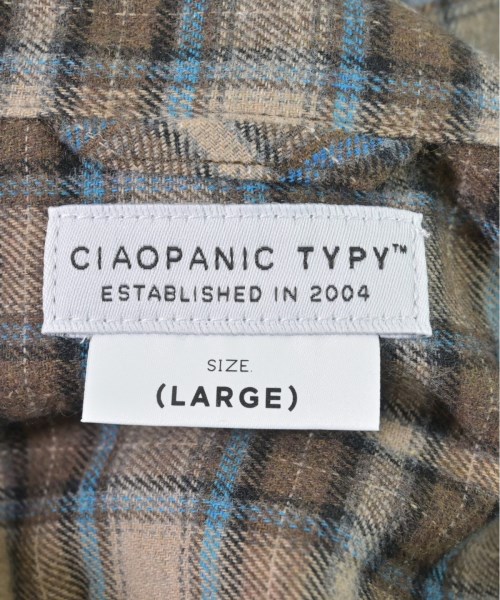 CIAOPANIC TYPY™
ESTABLISHED IN 2004
SIZE.
(LARGE)